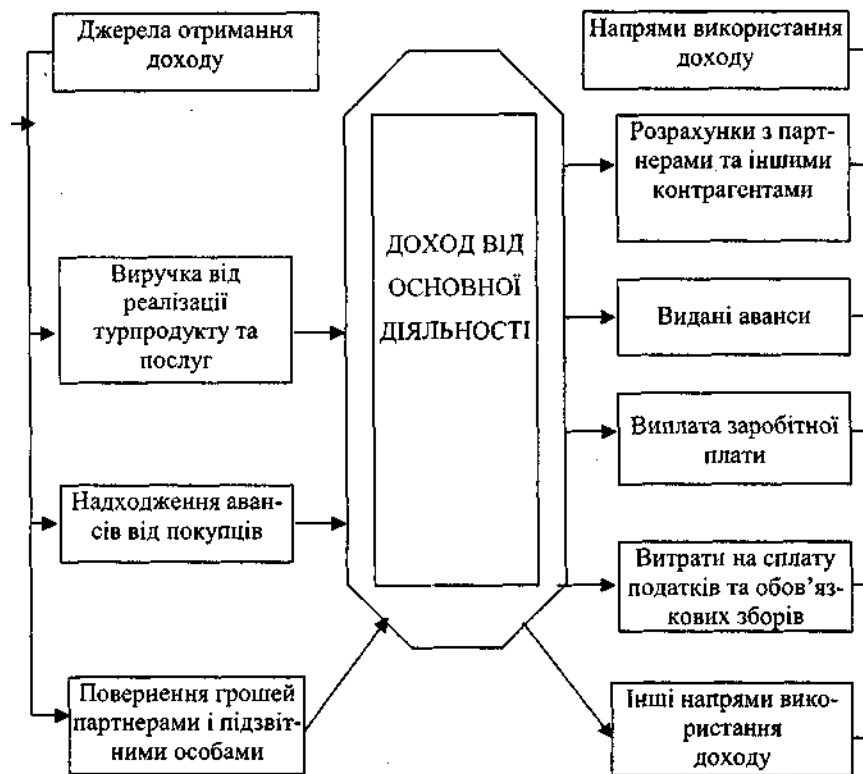 Джерела отримання
доходу
Виручка від
реалізації
турпродукту та
послуг
Надходження аван-
сів від покупців
Повернення грошей
партнерами і підзвіт-
ними особами
ДОХОД ВІД
ОСНОВНОЇ
ДІЯЛЬНОСТІ
Напрями використання
доходу
Розрахунки з парт-
нерами та іншими
контрагентами
Видані аванси
Виплата заробітної
плати
Витрати на сплату
податків та обов’яз-
кових зборів
Інші напрями вико-
ристання
доходу